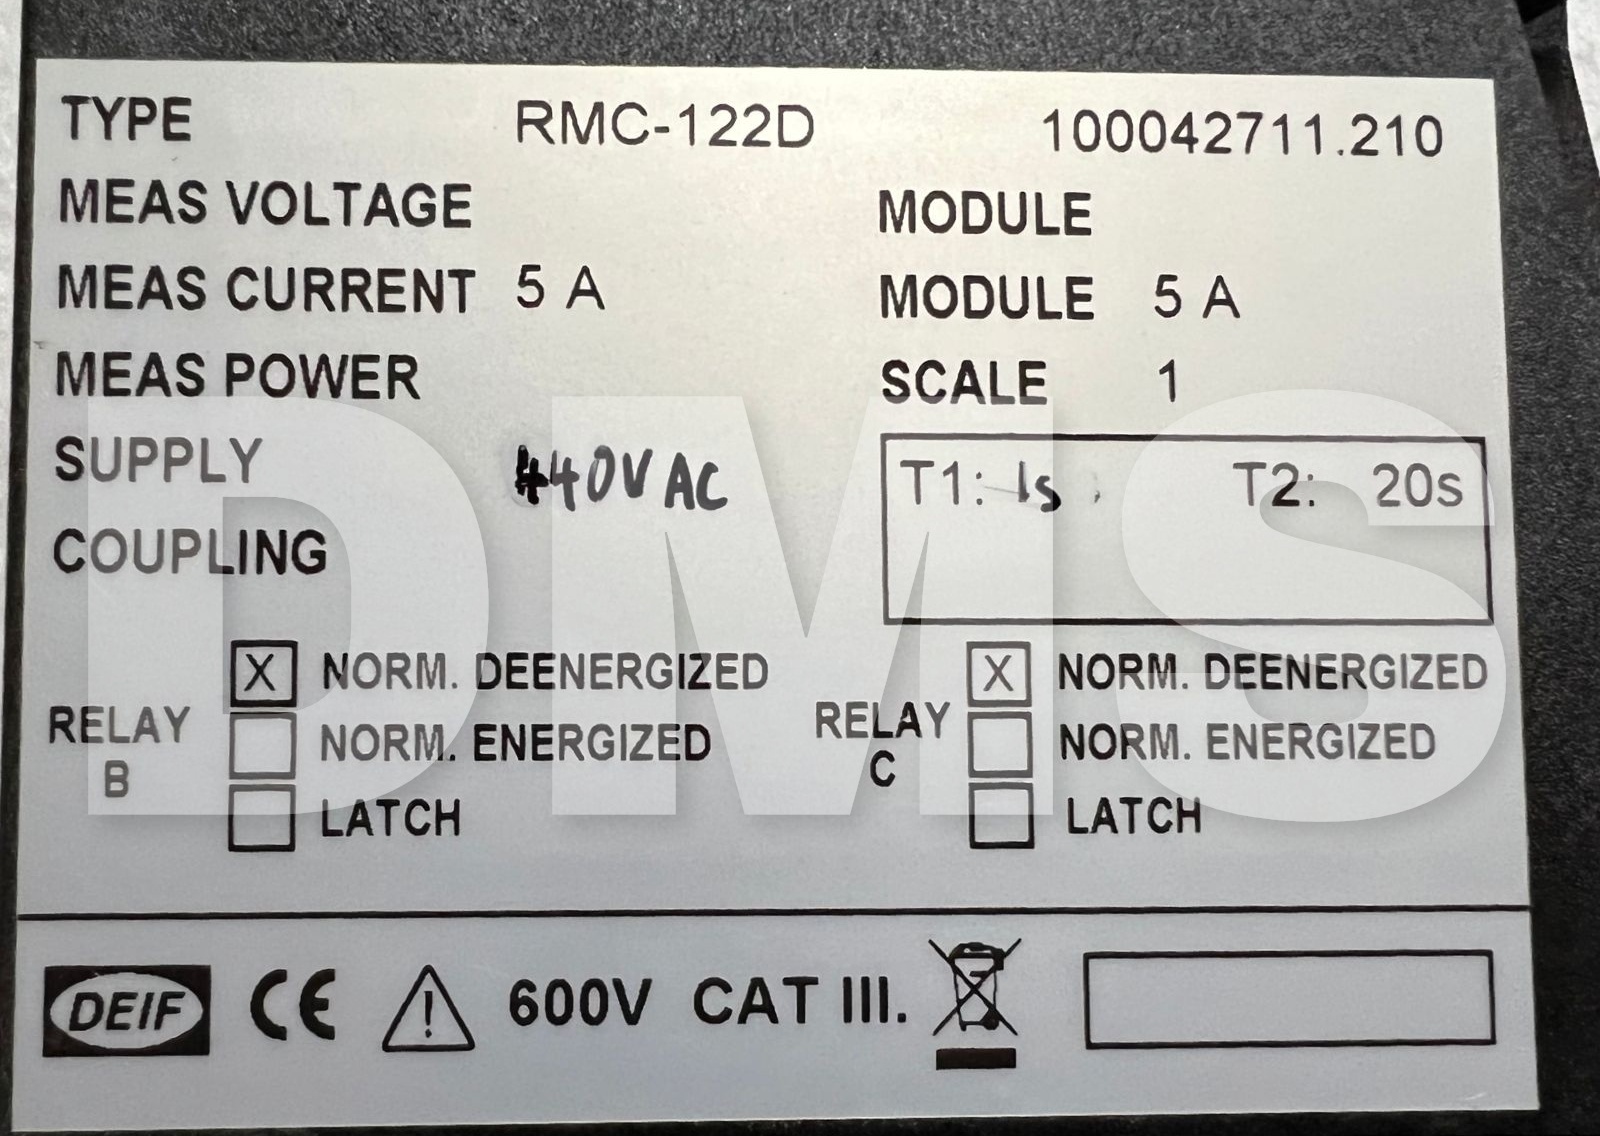 TYPE RMC-122D 100042711.210
MEAS VOLTAGE MODULE
MEAS CURRENT 5 A MODULE 5 A
MEAS POWER SCALE 1
SUPPLY 440V AC T1: 1s T2: 20s
COUPLING
X NORM. DEENERGIZED X NORM. DEENERGIZED
RELAY B NORM. ENERGIZED RELAY C NORM. ENERGIZED
LATCH LATCH
DEIF CE ! 600V CAT III.
DMS